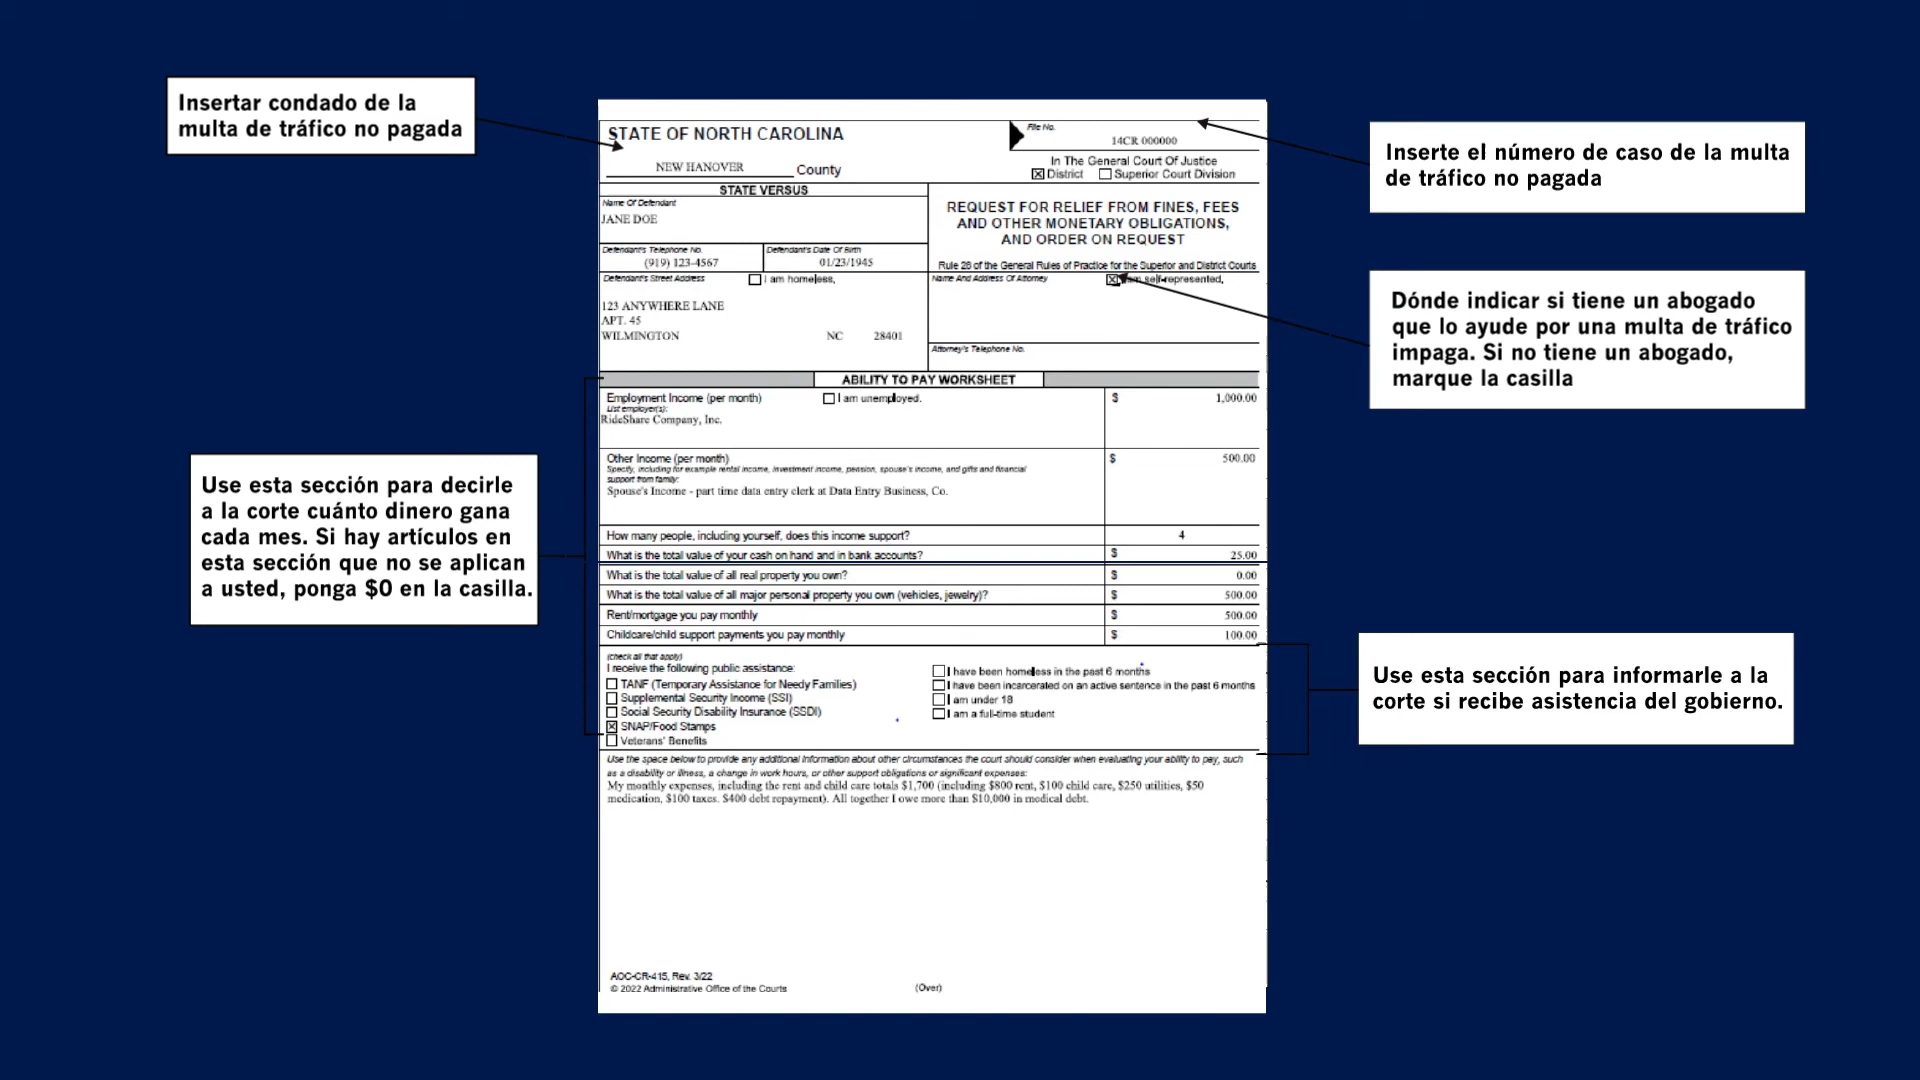 Insertar condado de la
multa de tráfico no pagada
Inserte el número de caso de la multa
de tráfico no pagada
Dónde indicar si tiene un abogado
que lo ayude por una multa de tráfico
impaga. Si no tiene un abogado,
marque la casilla
Use esta sección para decirle
a la corte cuánto dinero gana
cada mes. Si hay artículos en
esta sección que no se aplican
a usted, ponga $0 en la casilla.
Use esta sección para informarle a la
corte si recibe asistencia del gobierno.
STATE OF NORTH CAROLINA
NEW HANOVER County
File No.
14CR 000000
In The General Court Of Justice
District Superior Court Division
STATE VERSUS
Name Of Defendant
JANE DOE
Defendant's Telephone No.
(919) 123-4567
Defendant's Date Of Birth
01/23/1945
Defendant's Street Address I am homeless,
123 ANYWHERE LANE
APT. 45
WILMINGTON NC 28401
REQUEST FOR RELIEF FROM FINES, FEES
AND OTHER MONETARY OBLIGATIONS,
AND ORDER ON REQUEST
Rule 28 of the General Rules of Practice for the Superior and District Courts
Name And Address Of Attorney I am self-represented,
Attorney's Telephone No.
ABILITY TO PAY WORKSHEET
Employment Income (per month) I am unemployed. $ 1,000.00
List employer(s):
RideShare Company, Inc.
Other Income (per month) $ 500.00
Specify, including for example rental income, investment income, pension, spouse's income, and gifts and financial
support from family:
Spouse's Income - part time data entry clerk at Data Entry Business, Co.
How many people, including yourself, does this income support? 4
What is the total value of your cash on hand and in bank accounts? $ 25.00
What is the total value of all real property you own? $ 0.00
What is the total value of all major personal property you own (vehicles, jewelry)? $ 500.00
Rent/mortgage you pay monthly $ 500.00
Childcare/child support payments you pay monthly $ 100.00
(check all that apply)
I receive the following public assistance:
TANF (Temporary Assistance for Needy Families)
Supplemental Security Income (SSI)
Social Security Disability Insurance (SSDI)
SNAP/Food Stamps
Veterans' Benefits
I have been homeless in the past 6 months
I have been incarcerated on an active sentence in the past 6 months
I am under 18
I am a full-time student
Use the space below to provide any additional information about other circumstances the court should consider when evaluating your ability to pay, such
as a disability or illness, a change in work hours, or other support obligations or significant expenses:
My monthly expenses, including the rent and child care totals $1,700 (including $800 rent, $100 child care, $250 utilities, $50
medication, $100 taxes. $400 debt repayment). All together I owe more than $10,000 in medical debt.
AOC-CR-415, Rev. 3/22
© 2022 Administrative Office of the Courts
(Over)